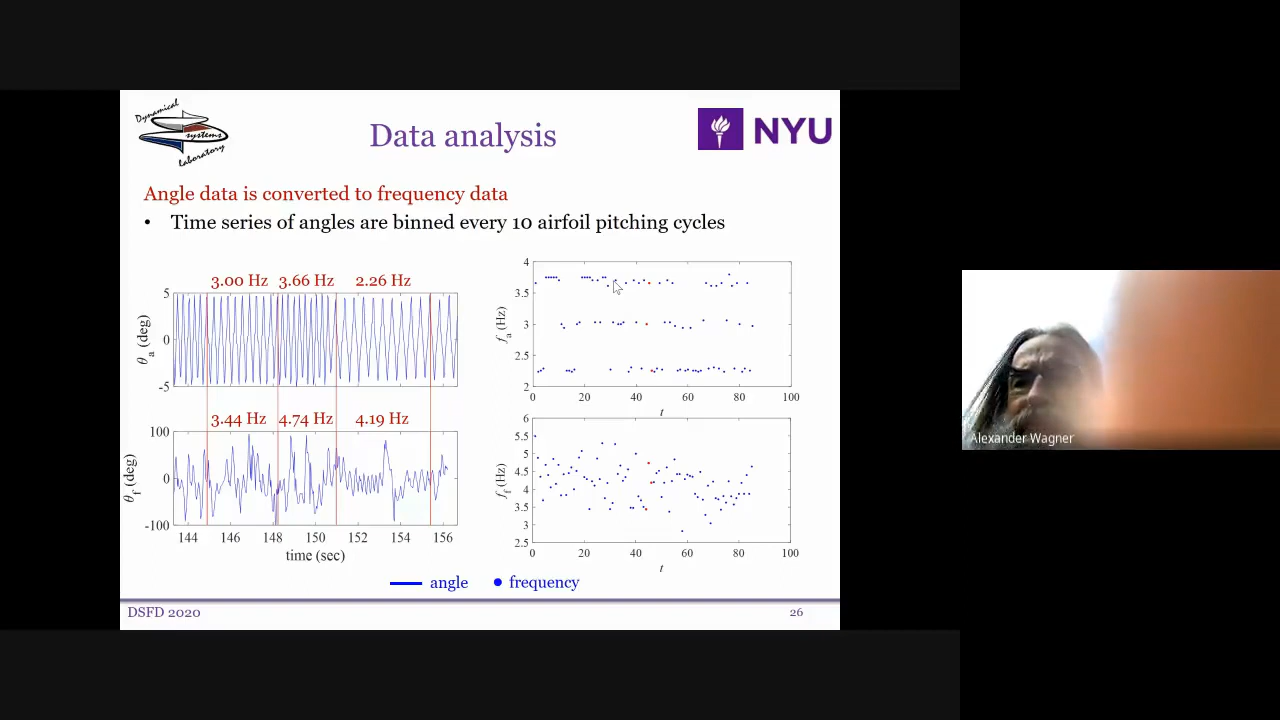 Dynamical
systems
Laboratory
Data analysis
NYU
Angle data is converted to frequency data
• Time series of angles are binned every 10 airfoil pitching cycles
3.00 Hz 3.66 Hz 2.26 Hz
5
0
-5
θa (deg)
3.44 Hz 4.74 Hz 4.19 Hz
100
0
-100
θf (deg)
144 146 148 150 152 154 156
time (sec)
4
3.5
3
2.5
2
fa (Hz)
0 20 40 60 80 100
t
6
5.5
5
4.5
4
3.5
3
2.5
ff (Hz)
0 20 40 60 80 100
t
angle frequency
DSFD 2020
26
Alexander Wagner